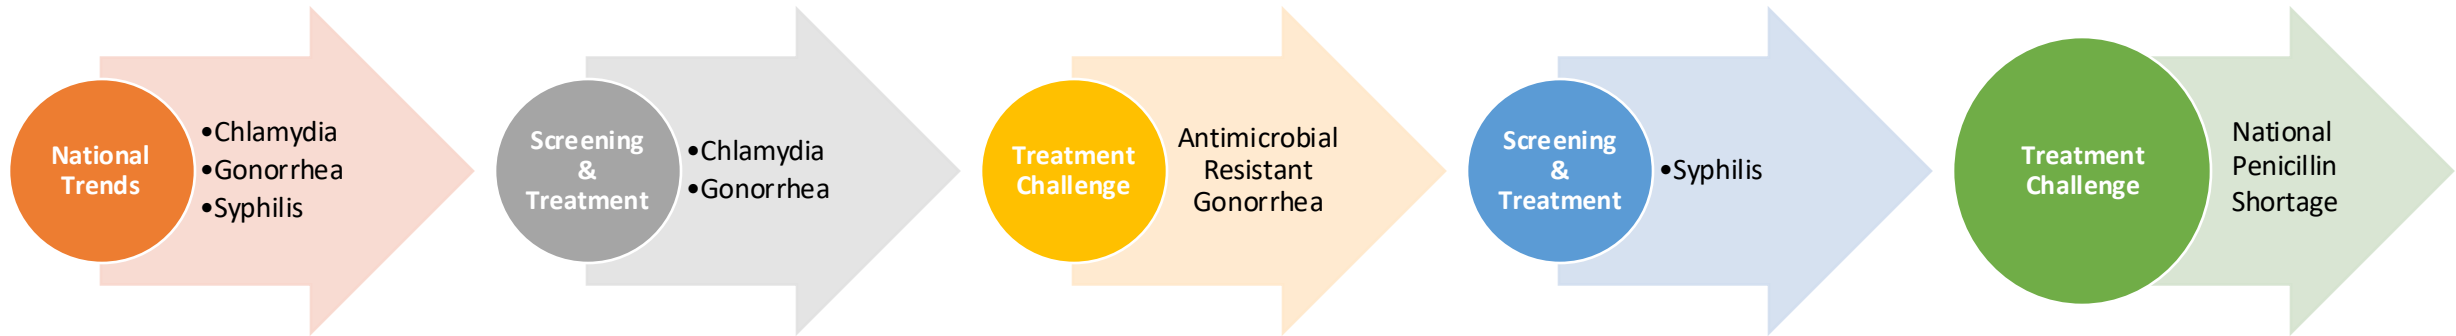 National
Trends
•Chlamydia
•Gonorrhea
•Syphilis
Screening
&
Treatment
•Chlamydia
•Gonorrhea
Treatment
Challenge
Antimicrobial
Resistant
Gonorrhea
Screening
&
Treatment
•Syphilis
Treatment
Challenge
National
Penicillin
Shortage